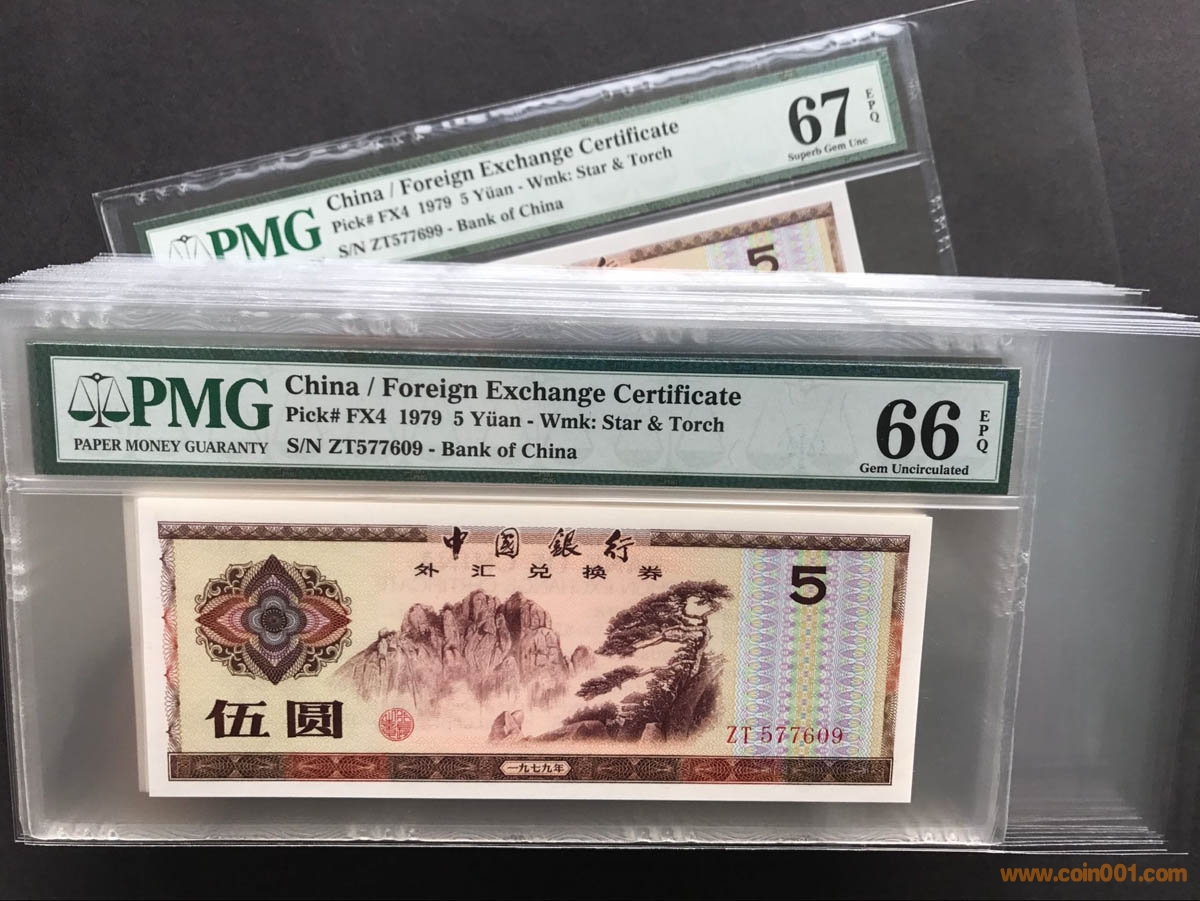 PMG
China / Foreign Exchange Certificate
Pick# FX4 1979 5 Yüan - Wmk: Star & Torch
S/N ZT577699 - Bank of China
67
EPQ
Superb Gem Unc
5
PMG
PAPER MONEY GUARANTY
China / Foreign Exchange Certificate
Pick# FX4 1979 5 Yüan - Wmk: Star & Torch
S/N ZT577609 - Bank of China
66
EPQ
Gem Uncirculated
中國銀行
外汇兑换券
5
伍圆
ZT 577609
一九七九年
www.coin001.com